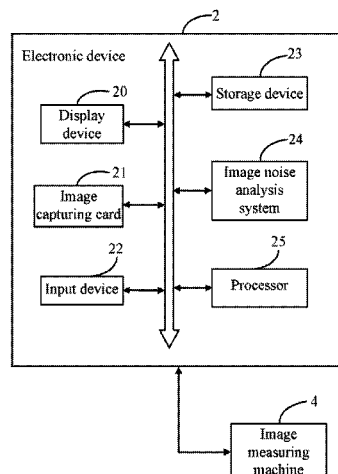 2
Electronic device
20
Display
device
21
Image
capturing card
22
Input device
23
Storage device
24
Image noise
analysis
system
25
Processor
4
Image
measuring
machine